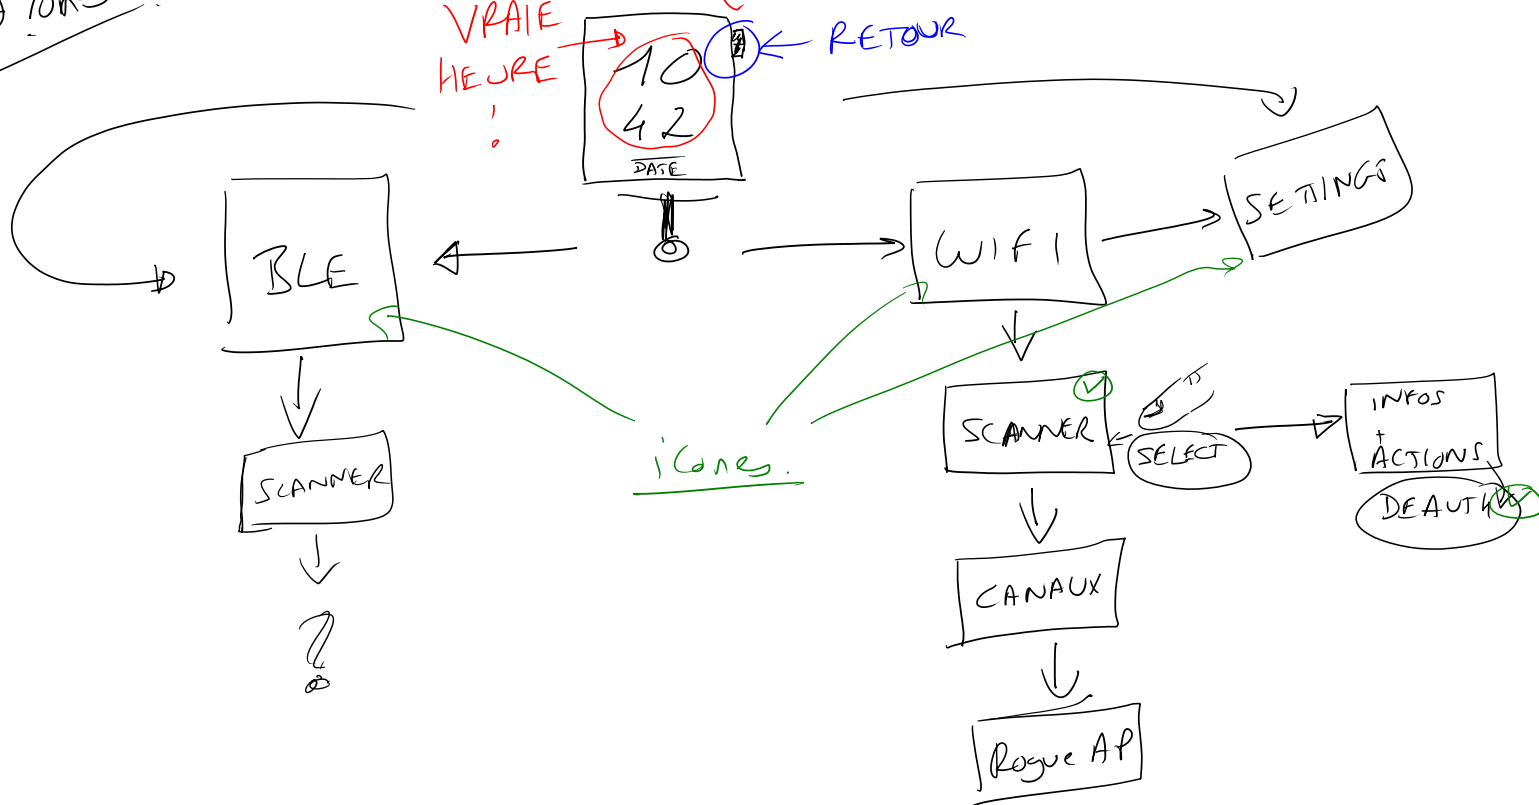 VRAIE
HEURE
!
10
42
DATE
RETOUR
BLE
WIFI
SETTINGS
icones.
SCANNER
?
SCANNER
SELECT
INFOS
+
ACTIONS
DEAUTH
CANAUX
Rogue AP